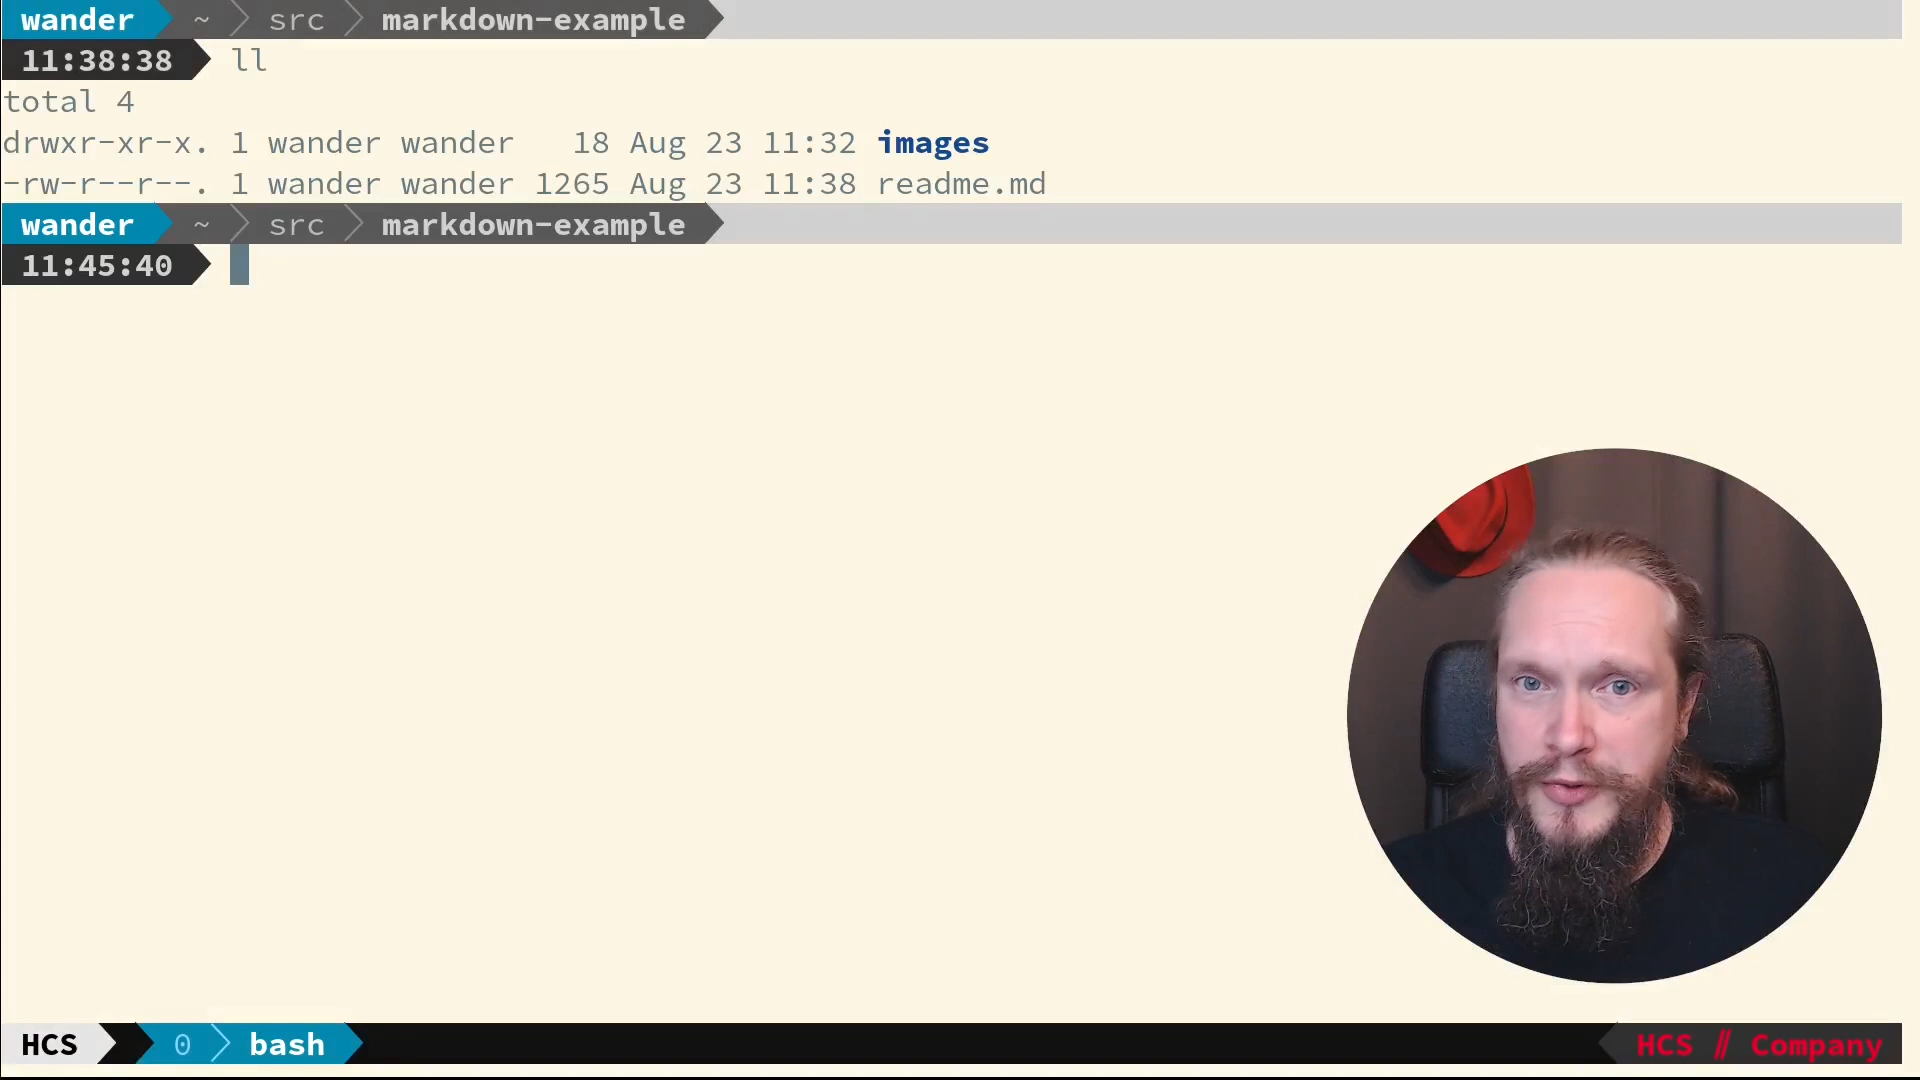 wander ~ src markdown-example
11:38:38 ll
total 4
drwxr-xr-x. 1 wander wander 18 Aug 23 11:32 images
-rw-r--r--. 1 wander wander 1265 Aug 23 11:38 readme.md
wander ~ src markdown-example
11:45:40
HCS 0 bash HCS // Company